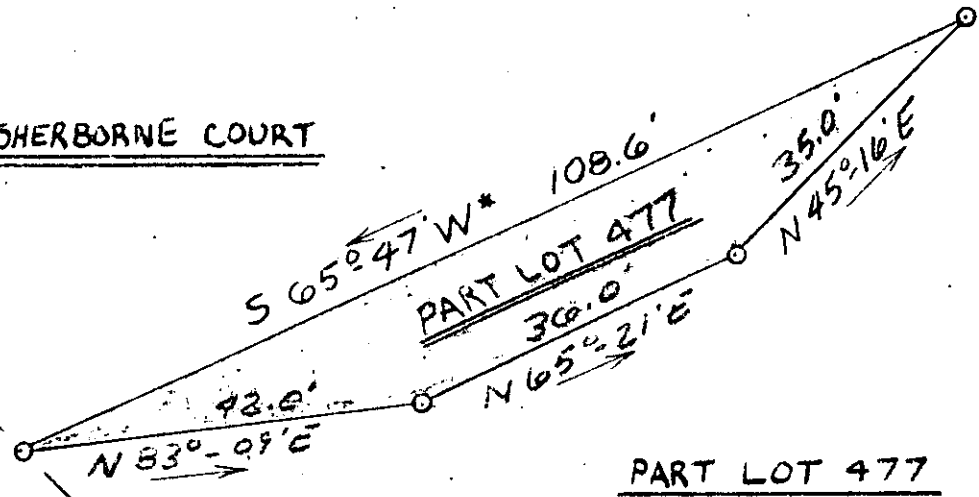 SHERBORNE COURT
S 65°-47' W* 108.6'
35.0'
N 45°-16' E
PART LOT 477
36.0'
N 65°-21' E
42.0'
N 83°-09' E
PART LOT 477